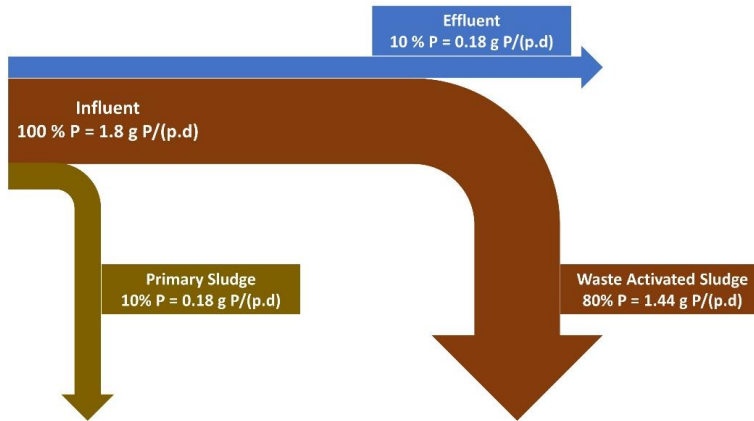 Effluent
10 % P = 0.18 g P/(p.d)
Influent
100 % P = 1.8 g P/(p.d)
Primary Sludge
10% P = 0.18 g P/(p.d)
Waste Activated Sludge
80% P = 1.44 g P/(p.d)